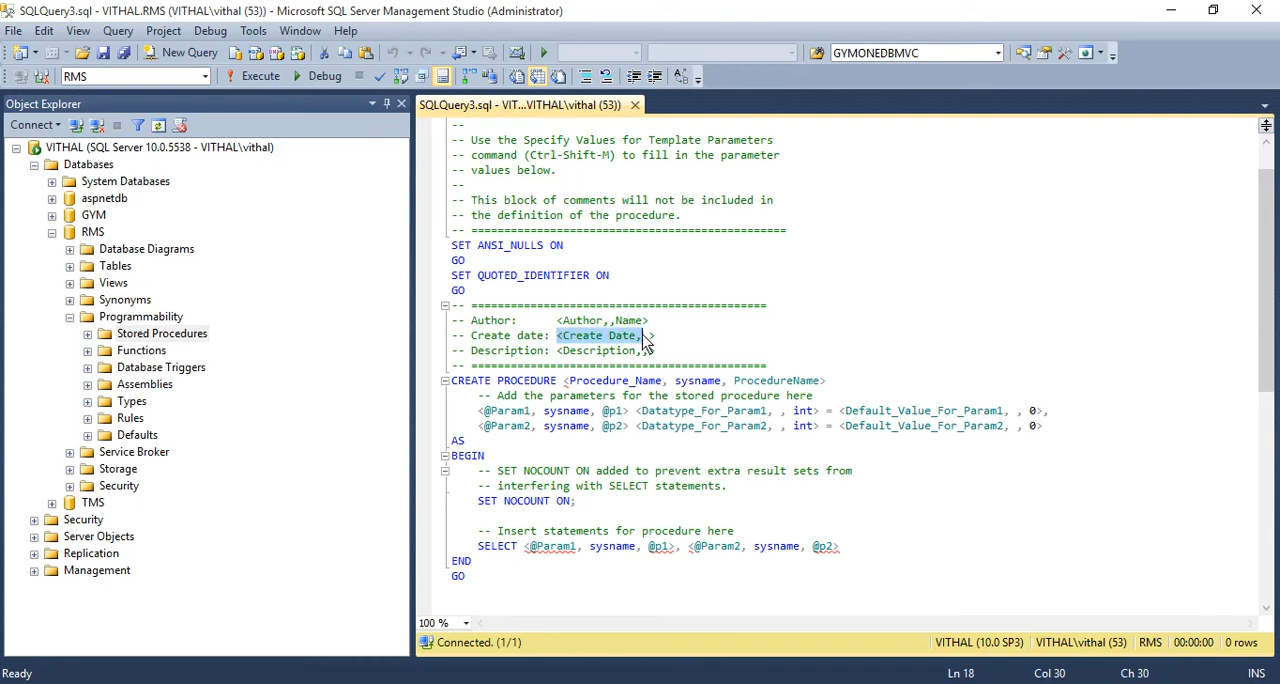 SQLQuery3.sql - VITHAL.RMS (VITHAL\vithal (53)) - Microsoft SQL Server Management Studio (Administrator)
File Edit View Query Project Debug Tools Window Help
New Query GYMONEDBMVC
RMS Execute Debug
Object Explorer
Connect
VITHAL (SQL Server 10.0.5538 - VITHAL\vithal)
Databases
System Databases
aspnetdb
GYM
RMS
Database Diagrams
Tables
Views
Synonyms
Programmability
Stored Procedures
Functions
Database Triggers
Assemblies
Types
Rules
Defaults
Service Broker
Storage
Security
TMS
Security
Server Objects
Replication
Management
SQLQuery3.sql - VIT...VITHAL\vithal (53))
--
-- Use the Specify Values for Template Parameters
-- command (Ctrl-Shift-M) to fill in the parameter
-- values below.
--
-- This block of comments will not be included in
-- the definition of the procedure.
-- ================================================
SET ANSI_NULLS ON
GO
SET QUOTED_IDENTIFIER ON
GO
-- =============================================
-- Author: <Author,,Name>
-- Create date: <Create Date,,>
-- Description: <Description,,>
-- =============================================
CREATE PROCEDURE <Procedure_Name, sysname, ProcedureName>
-- Add the parameters for the stored procedure here
<@Param1, sysname, @p1> <Datatype_For_Param1, , int> = <Default_Value_For_Param1, , 0>,
<@Param2, sysname, @p2> <Datatype_For_Param2, , int> = <Default_Value_For_Param2, , 0>
AS
BEGIN
-- SET NOCOUNT ON added to prevent extra result sets from
-- interfering with SELECT statements.
SET NOCOUNT ON;
-- Insert statements for procedure here
SELECT <@Param1, sysname, @p1>, <@Param2, sysname, @p2>
END
GO
100 %
Connected. (1/1) VITHAL (10.0 SP3) VITHAL\vithal (53) RMS 00:00:00 0 rows
Ready Ln 18 Col 30 Ch 30 INS